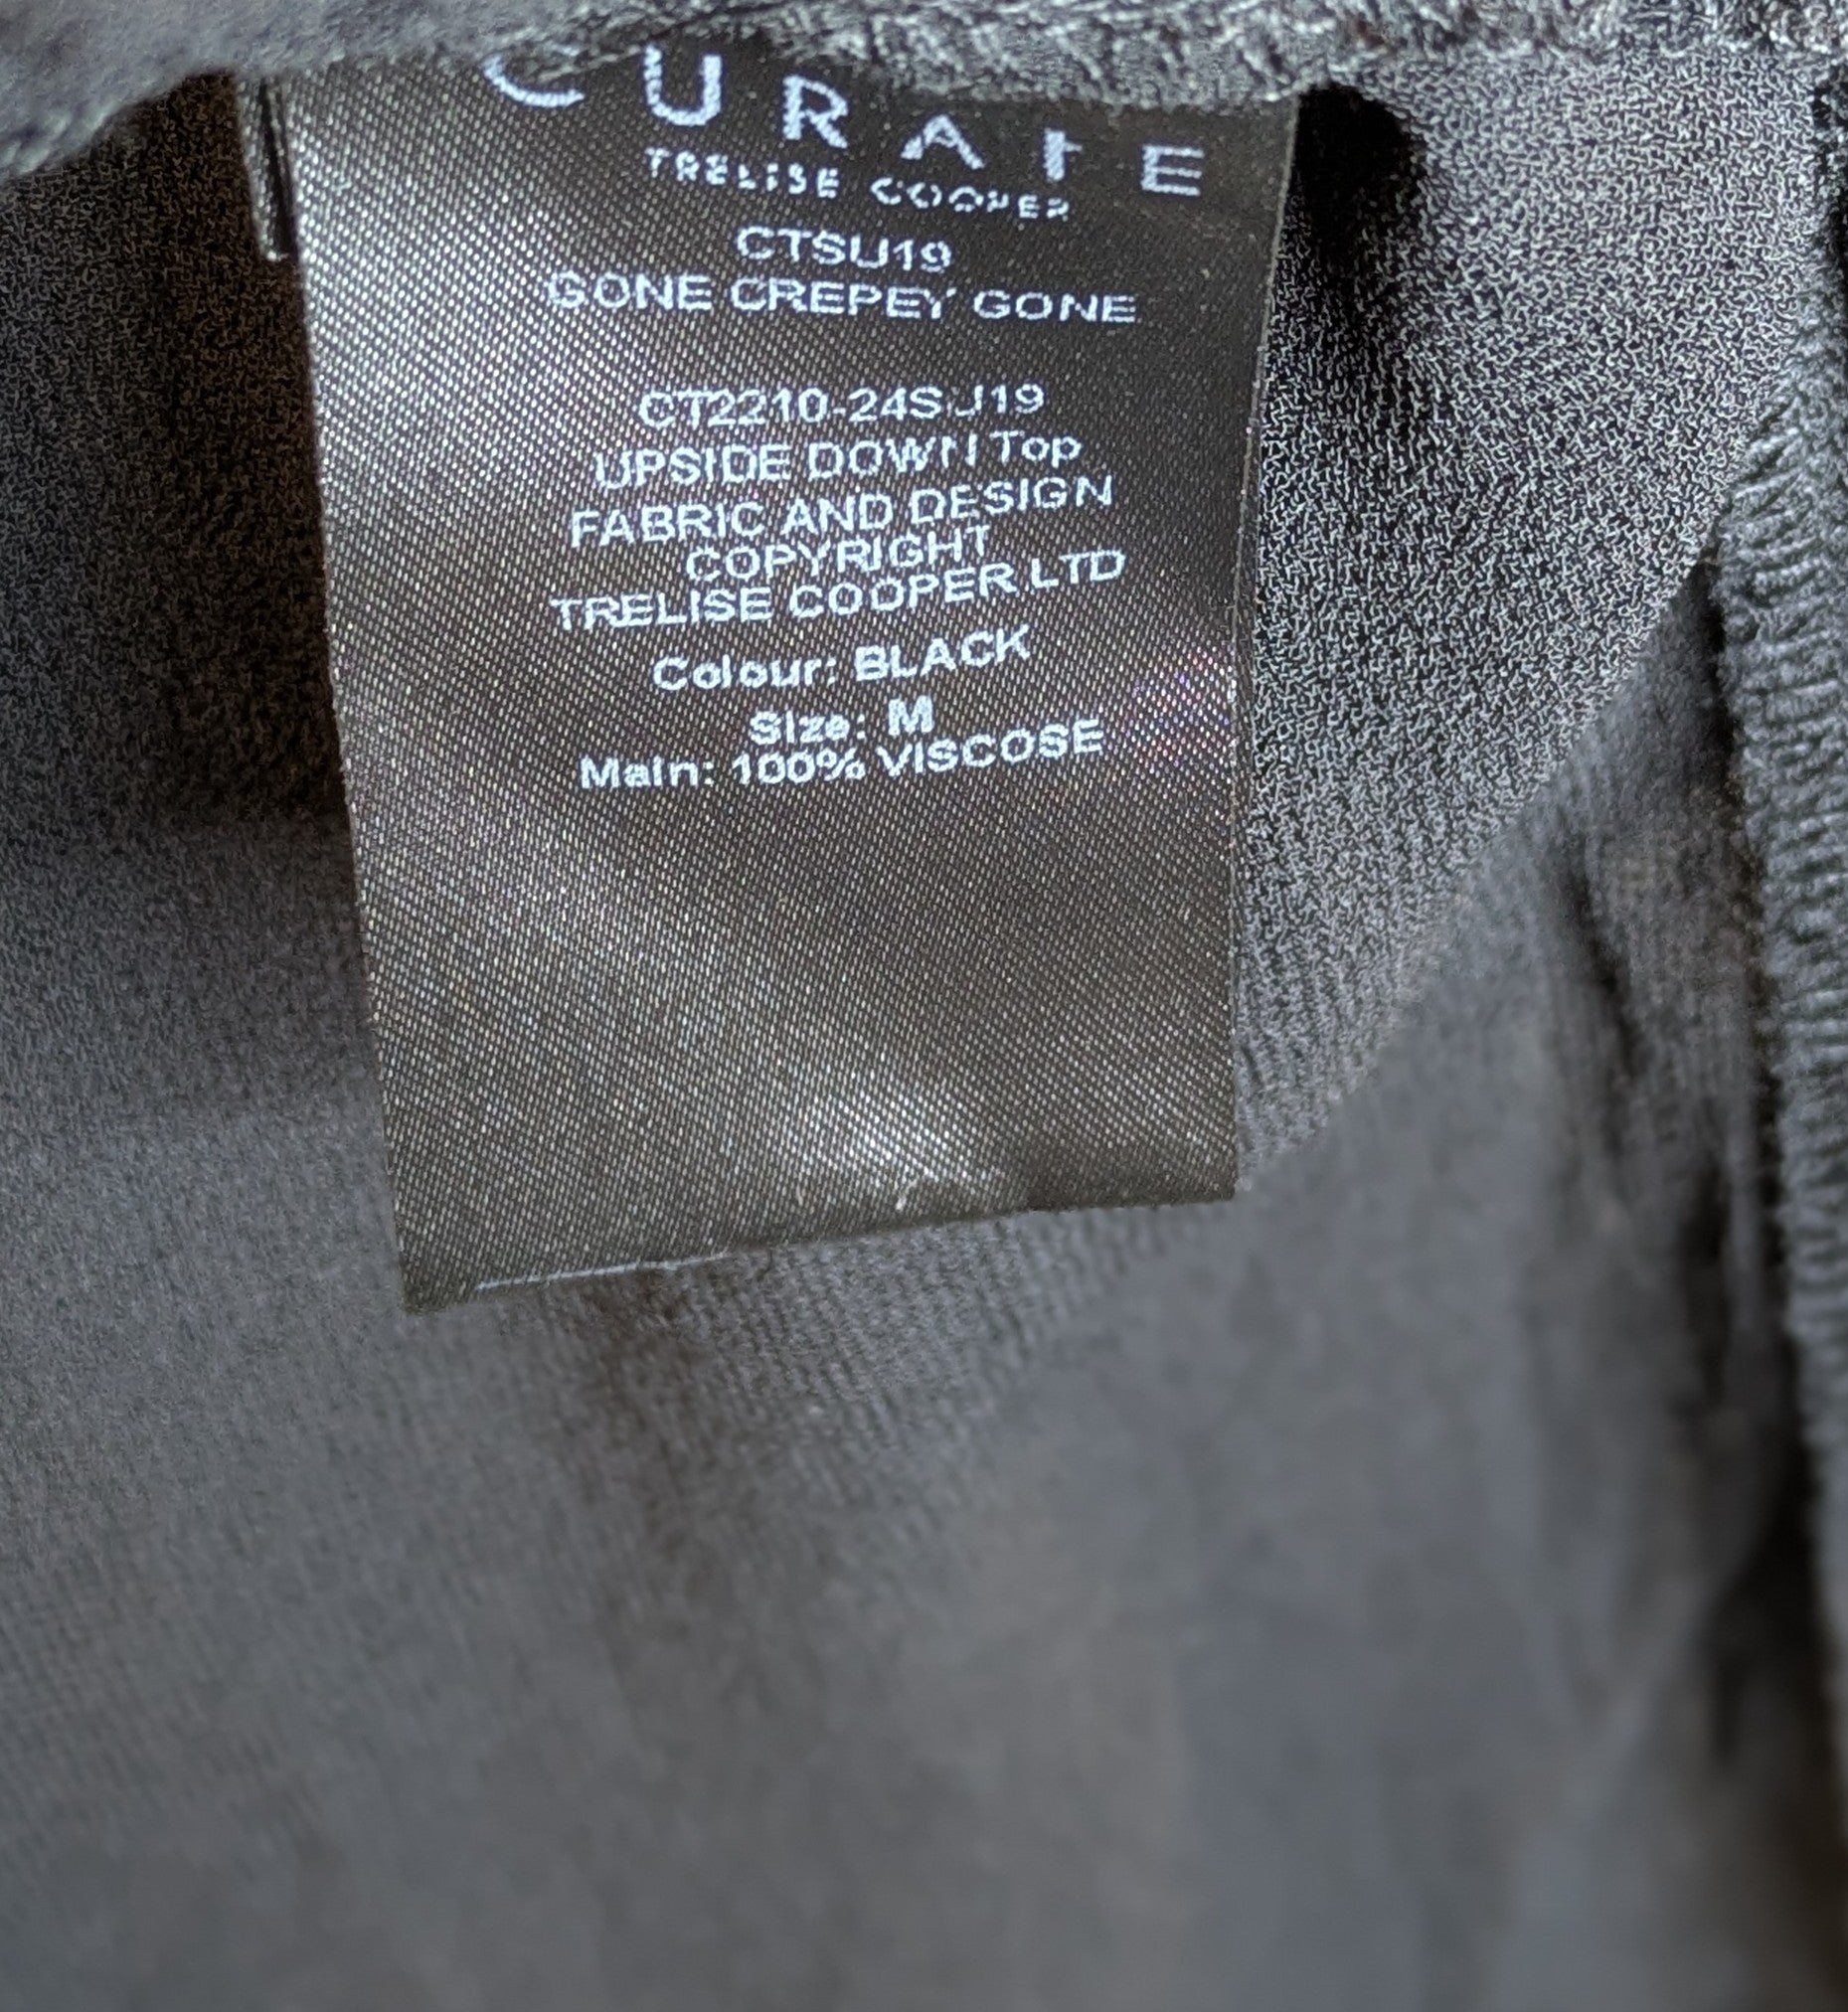 CURATE
TRELISE COOPER
CTSU19
GONE CREPEY GONE
CT2210-24SU19
UPSIDE DOWN Top
FABRIC AND DESIGN
COPYRIGHT
TRELISE COOPER LTD
Colour: BLACK
Size: M
Main: 100% VISCOSE